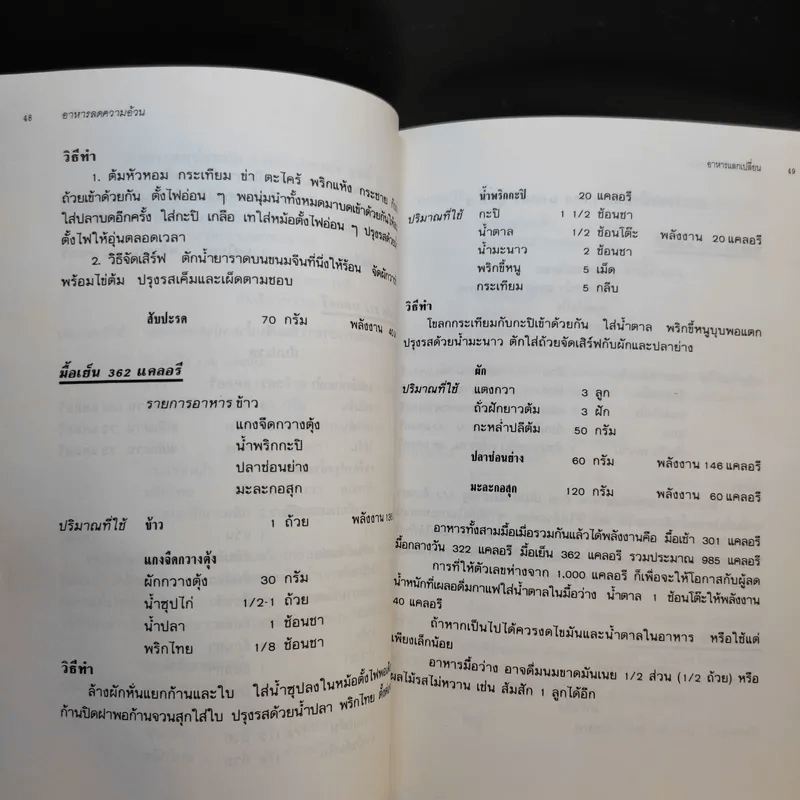 48 อาหารลดความอ้วน
วิธีทำ
1. ต้มหัวหอม กระเทียม ข่า ตะไคร้ พริกแห้ง กระชาย
ถ้วยเข้าด้วยกัน ตั้งไฟอ่อน ๆ พอนุ่มนำทั้งหมดมาบดเข้าด้วยกันให้
ใส่ปลาบดอีกครั้ง ใส่กะปิ เกลือ เทใส่หม้อตั้งไฟอ่อน ๆ ปรุงรส
ตั้งไฟให้อุ่นตลอดเวลา
2. วิธีจัดเสิร์ฟ ตักน้ำยาราดบนขนมจีนที่นึ่งให้ร้อน
พร้อมไข่ต้ม ปรุงรสเค็มและเผ็ดตามชอบ
สับปะรด 70 กรัม พลังงาน
มื้อเย็น 362 แคลอรี
รายการอาหาร ข้าว
แกงจืดกวางตุ้ง
น้ำพริกกะปิ
ปลาช่อนย่าง
มะละกอสุก
ปริมาณที่ใช้ ข้าว 1 ถ้วย พลังงาน
แกงจืดกวางตุ้ง
ผักกวางตุ้ง 30 กรัม
น้ำซุปไก่ 1/2-1 ถ้วย
น้ำปลา 1 ช้อนชา
พริกไทย 1/8 ช้อนชา
วิธีทำ
ล้างผักหั่นแยกก้านและใบ ใส่น้ำซุปลงในหม้อตั้งไฟพอ
ก้านปิดฝาพอก้านจวนสุกใส่ใบ ปรุงรสด้วยน้ำปลา พริกไทย
อาหารแลกเปลี่ยน 49
น้ำพริกกะปิ 20 แคลอรี
ปริมาณที่ใช้ กะปิ 1 1/2 ช้อนชา
น้ำตาล 1/2 ช้อนโต๊ะ พลังงาน 20 แคลอรี
น้ำมะนาว 2 ช้อนชา
พริกขี้หนู 5 เม็ด
กระเทียม 5 กลีบ
วิธีทำ
โขลกกระเทียมกับกะปิเข้าด้วยกัน ใส่น้ำตาล พริกขี้หนูบุบพอแตก
ปรุงรสด้วยน้ำมะนาว ตักใส่ถ้วยจัดเสิร์ฟกับผักและปลาย่าง
ผัก
ปริมาณที่ใช้ แตงกวา 3 ลูก
ถั่วฝักยาวต้ม 3 ฝัก
กะหล่ำปลีต้ม 50 กรัม
ปลาช่อนย่าง 60 กรัม พลังงาน 146 แคลอรี
มะละกอสุก 120 กรัม พลังงาน 60 แคลอรี
อาหารทั้งสามมื้อเมื่อรวมกันแล้วได้พลังงานคือ มื้อเช้า 301 แคลอรี
มื้อกลางวัน 322 แคลอรี มื้อเย็น 362 แคลอรี รวมประมาณ 985 แคลอรี
การที่ให้ตัวเลขห่างจาก 1,000 แคลอรี ก็เพื่อจะให้โอกาสกับผู้ลด
น้ำหนักที่เผลอดื่มกาแฟใส่น้ำตาลในมื้อว่าง น้ำตาล 1 ช้อนโต๊ะให้พลังงาน
40 แคลอรี
ถ้าหากเป็นไปได้ควรงดไขมันและน้ำตาลในอาหาร หรือใช้แต่
เพียงเล็กน้อย
อาหารมื้อว่าง อาจดื่มนมขาดมันเนย 1/2 ส่วน (1/2 ถ้วย) หรือ
ผลไม้รสไม่หวาน เช่น ส้มสัก 1 ลูกได้อีก